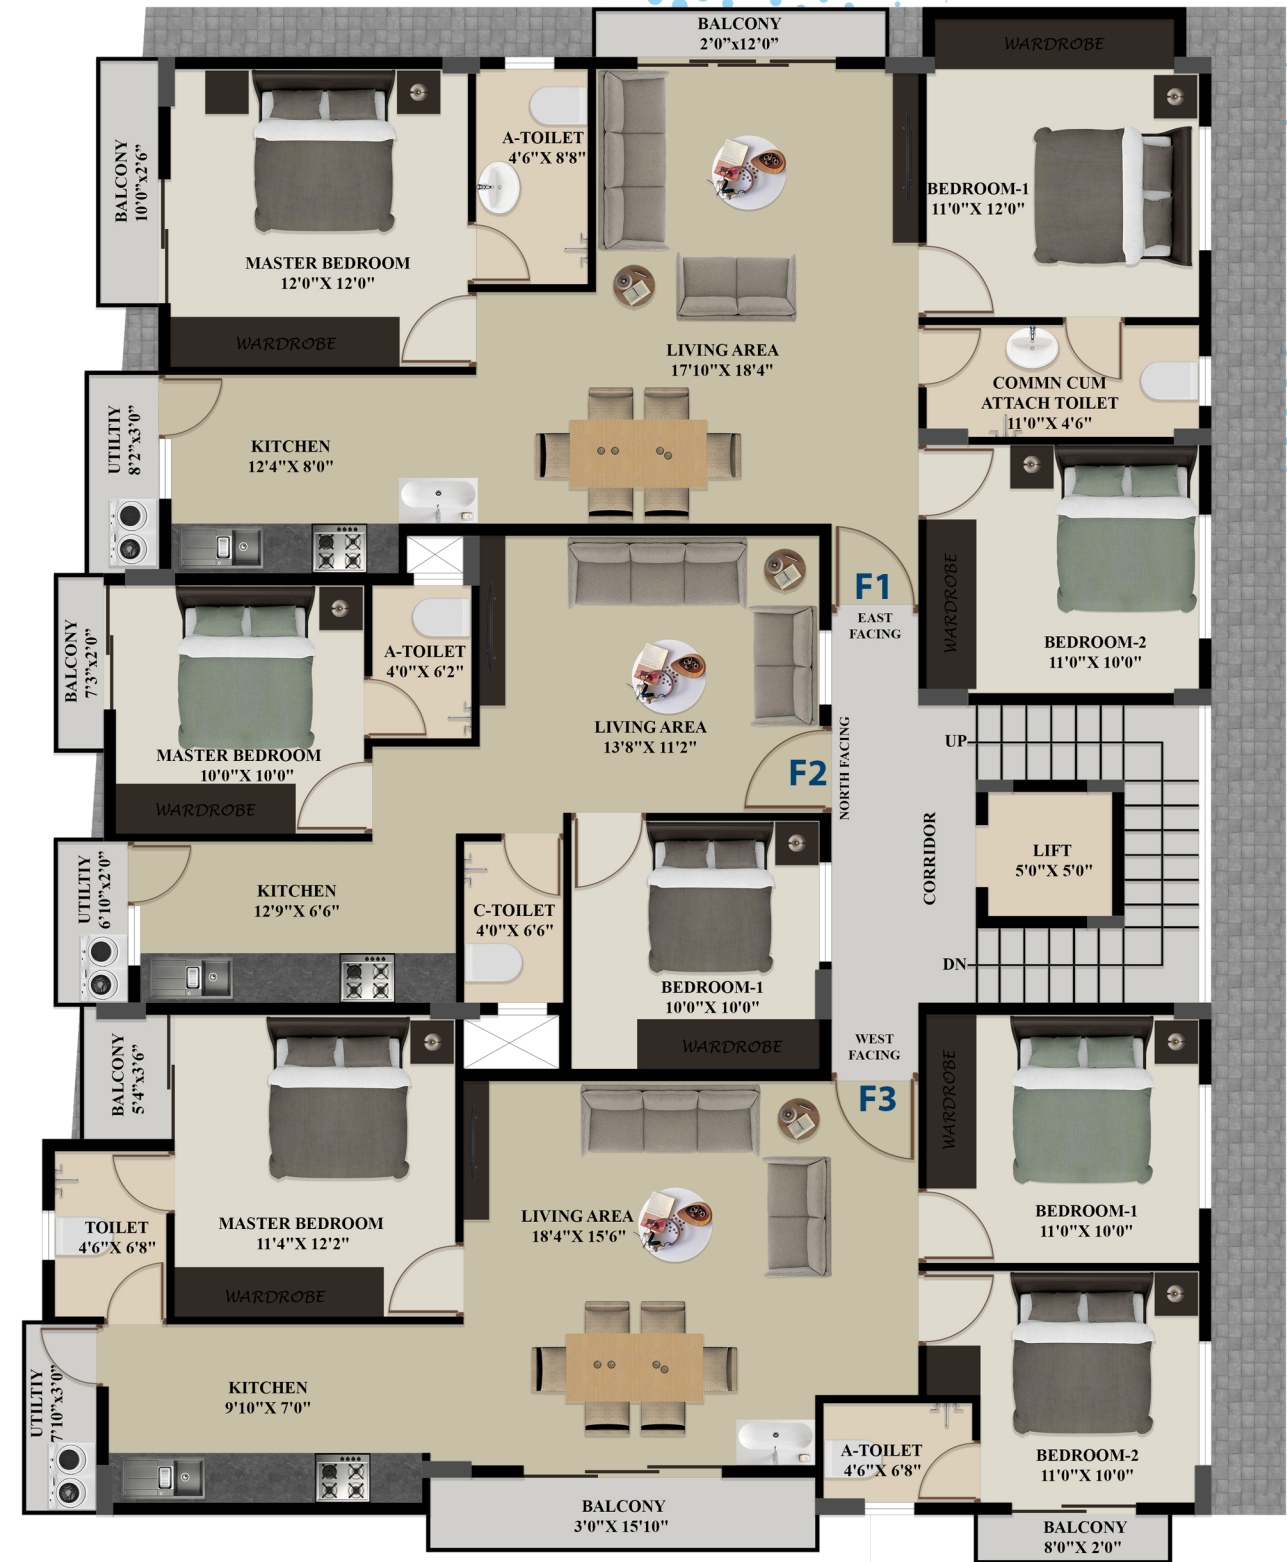 BALCONY
2'0”x12'0”
WARDROBE
BALCONY
10'0”x2'6”
A-TOILET
4'6"X 8'8"
MASTER BEDROOM
12'0"X 12'0"
WARDROBE
BEDROOM-1
11'0"X 12'0"
LIVING AREA
17'10"X 18'4"
COMMN CUM
ATTACH TOILET
11'0"X 4'6"
UTILTIY
8'2”x3'0”
KITCHEN
12'4"X 8'0"
F1
EAST
FACING
WARDROBE
BEDROOM-2
11'0"X 10'0"
BALCONY
7'3”x2'0”
A-TOILET
4'0"X 6'2"
MASTER BEDROOM
10'0"X 10'0"
WARDROBE
LIVING AREA
13'8"X 11'2"
F2
NORTH FACING
UP
CORRIDOR
LIFT
5'0"X 5'0"
DN
UTILTIY
6'10”x2'0”
KITCHEN
12'9"X 6'6"
C-TOILET
4'0"X 6'6"
BEDROOM-1
10'0"X 10'0"
WARDROBE
WEST
FACING
F3
BALCONY
5'4”x3'6”
TOILET
4'6"X 6'8"
MASTER BEDROOM
11'4"X 12'2"
WARDROBE
LIVING AREA
18'4"X 15'6"
WARDROBE
BEDROOM-1
11'0"X 10'0"
UTILTIY
7'10”x3'0”
KITCHEN
9'10"X 7'0"
A-TOILET
4'6"X 6'8"
BEDROOM-2
11'0"X 10'0"
BALCONY
3'0"X 15'10"
BALCONY
8'0"X 2'0"